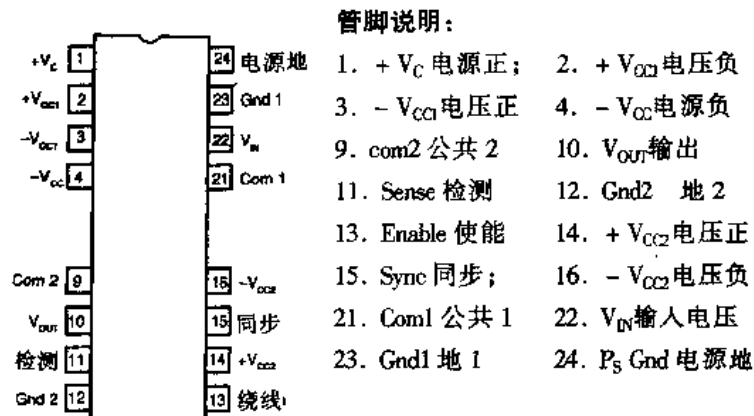 管脚说明：
+V_C 1
24 电源地
+V_CC1 2
23 Gnd 1
-V_CC1 3
22 V_IN
-V_CC 4
21 Com 1
Com 2 9
16 -V_CC2
V_OUT 10
15 同步
检测 11
14 +V_CC2
Gnd 2 12
13 绕线
1. + V_C 电源正； 2. + V_CC1 电压负
3. - V_CC1 电压正 4. - V_CC 电源负
9. com2 公共 2 10. V_OUT 输出
11. Sense 检测 12. Gnd2 地 2
13. Enable 使能 14. + V_CC2 电压正
15. Sync 同步； 16. - V_CC2 电压负
21. Com1 公共 1 22. V_IN 输入电压
23. Gnd1 地 1 24. P_S Gnd 电源地